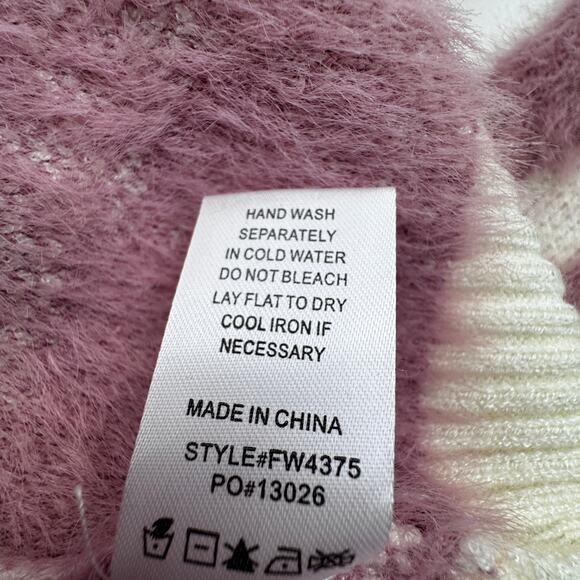 HAND WASH
SEPARATELY
IN COLD WATER
DO NOT BLEACH
LAY FLAT TO DRY
COOL IRON IF
NECESSARY
MADE IN CHINA
STYLE#FW4375
PO#13026